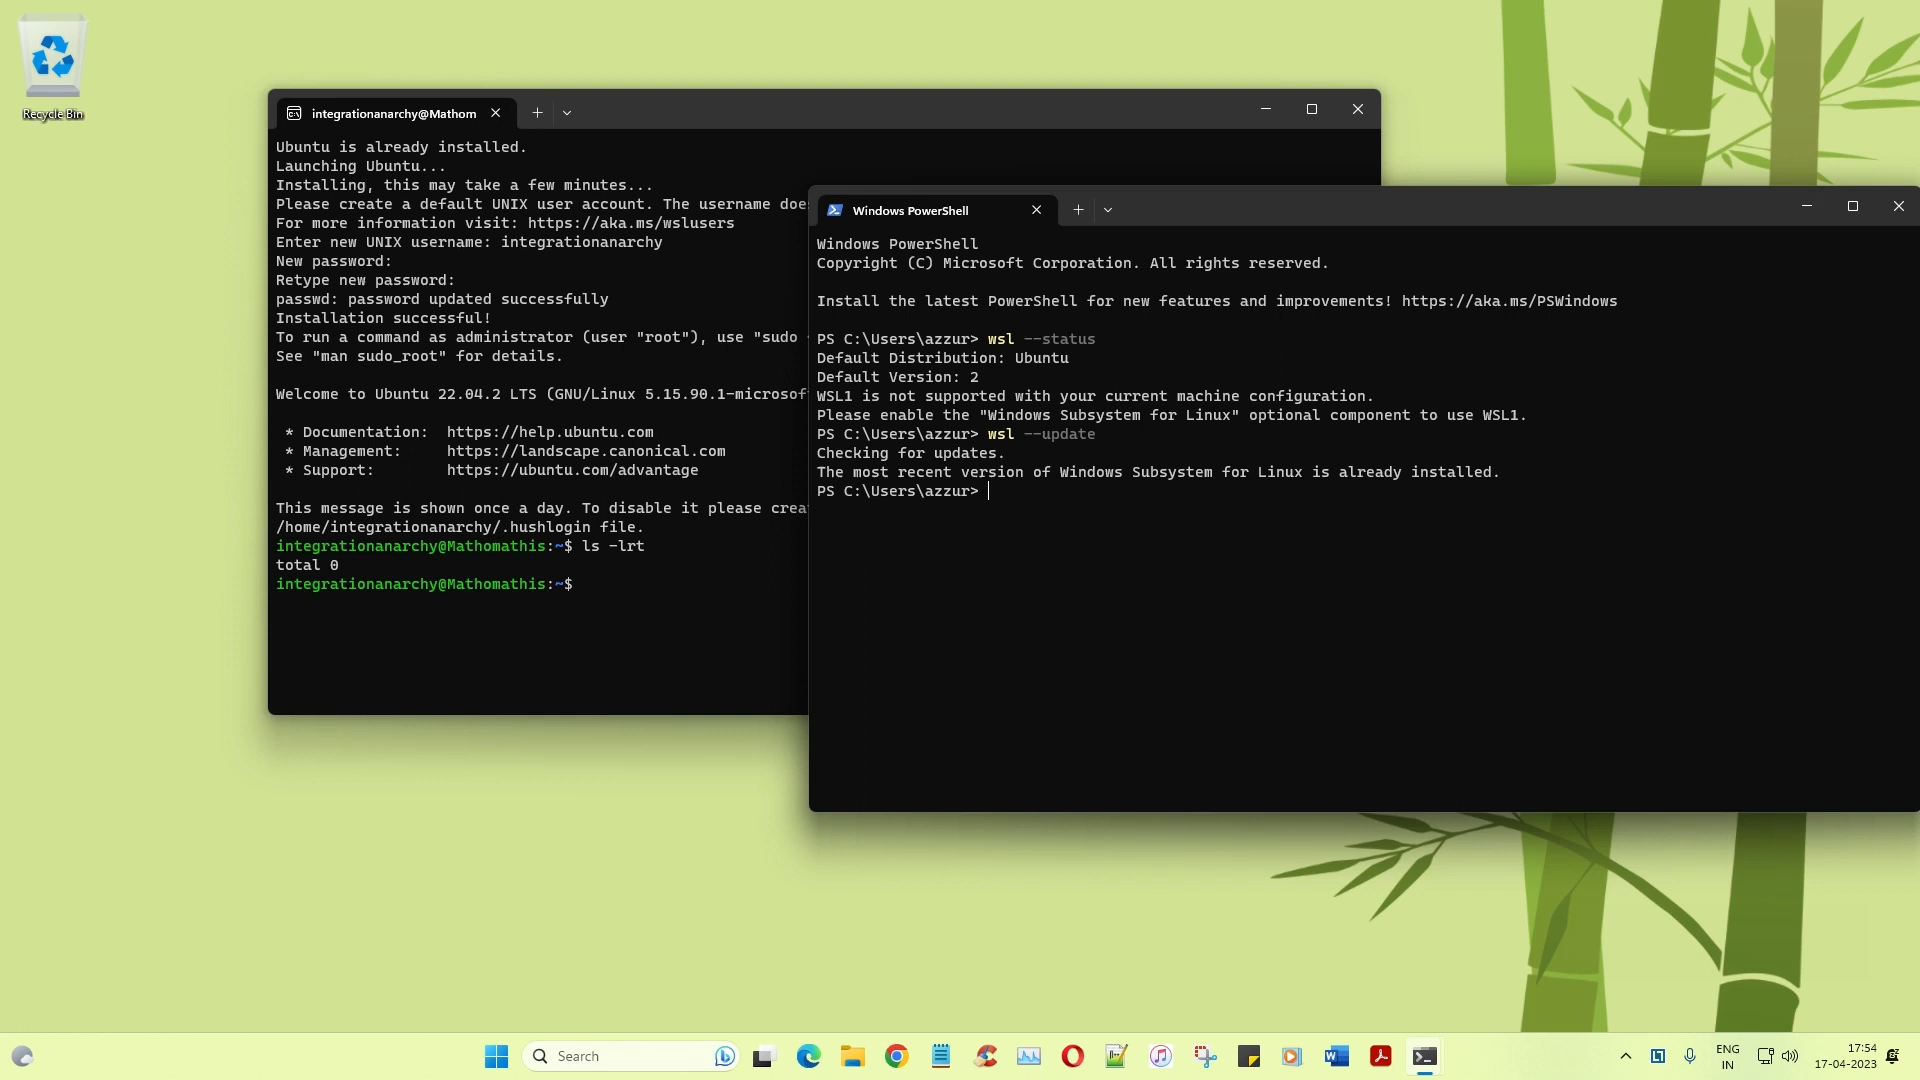 Recycle Bin
integrationanarchy@Mathom
Ubuntu is already installed.
Launching Ubuntu...
Installing, this may take a few minutes...
Please create a default UNIX user account. The username doe
For more information visit: https://aka.ms/wslusers
Enter new UNIX username: integrationanarchy
New password:
Retype new password:
passwd: password updated successfully
Installation successful!
To run a command as administrator (user "root"), use "sudo
See "man sudo_root" for details.
Welcome to Ubuntu 22.04.2 LTS (GNU/Linux 5.15.90.1-microsof
* Documentation: https://help.ubuntu.com
* Management: https://landscape.canonical.com
* Support: https://ubuntu.com/advantage
This message is shown once a day. To disable it please crea
/home/integrationanarchy/.hushlogin file.
integrationanarchy@Mathomathis:~$ ls -lrt
total 0
integrationanarchy@Mathomathis:~$
Windows PowerShell
Windows PowerShell
Copyright (C) Microsoft Corporation. All rights reserved.
Install the latest PowerShell for new features and improvements! https://aka.ms/PSWindows
PS C:\Users\azzur> wsl --status
Default Distribution: Ubuntu
Default Version: 2
WSL1 is not supported with your current machine configuration.
Please enable the "Windows Subsystem for Linux" optional component to use WSL1.
PS C:\Users\azzur> wsl --update
Checking for updates.
The most recent version of Windows Subsystem for Linux is already installed.
PS C:\Users\azzur>
Search
ENG
IN
17:54
17-04-2023